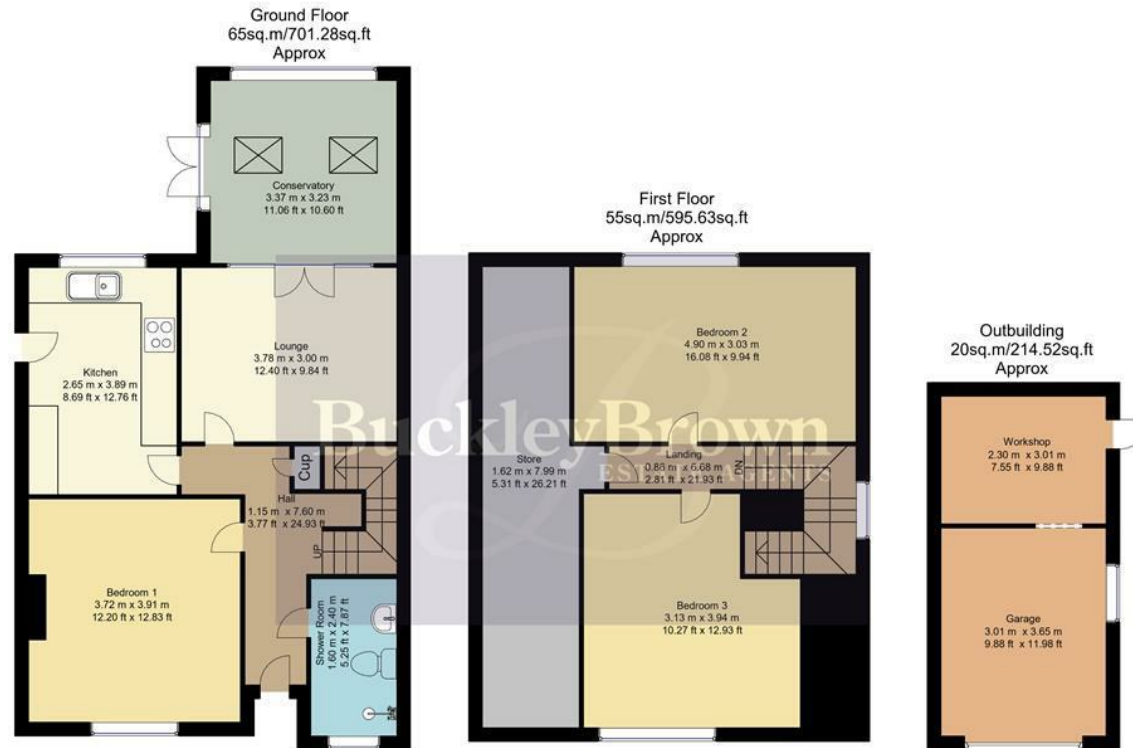 Ground Floor
65sq.m/701.28sq.ft
Approx
Conservatory
3.37 m x 3.23 m
11.06 ft x 10.60 ft
Kitchen
2.65 m x 3.89 m
8.69 ft x 12.76 ft
Lounge
3.78 m x 3.00 m
12.40 ft x 9.84 ft
Cup
Hall
1.15 m x 7.60 m
3.77 ft x 24.93 ft
UP
Bedroom 1
3.72 m x 3.91 m
12.20 ft x 12.83 ft
Shower Room
1.60 m x 2.40 m
5.25 ft x 7.87 ft
First Floor
55sq.m/595.63sq.ft
Approx
Bedroom 2
4.90 m x 3.03 m
16.08 ft x 9.94 ft
Store
1.62 m x 7.99 m
5.31 ft x 26.21 ft
Landing
0.86 m x 6.68 m
2.81 ft x 21.93 ft
DN
Bedroom 3
3.13 m x 3.94 m
10.27 ft x 12.93 ft
Outbuilding
20sq.m/214.52sq.ft
Approx
Workshop
2.30 m x 3.01 m
7.55 ft x 9.88 ft
Garage
3.01 m x 3.65 m
9.88 ft x 11.98 ft
BuckleyBrown
ESTATE AGENTS